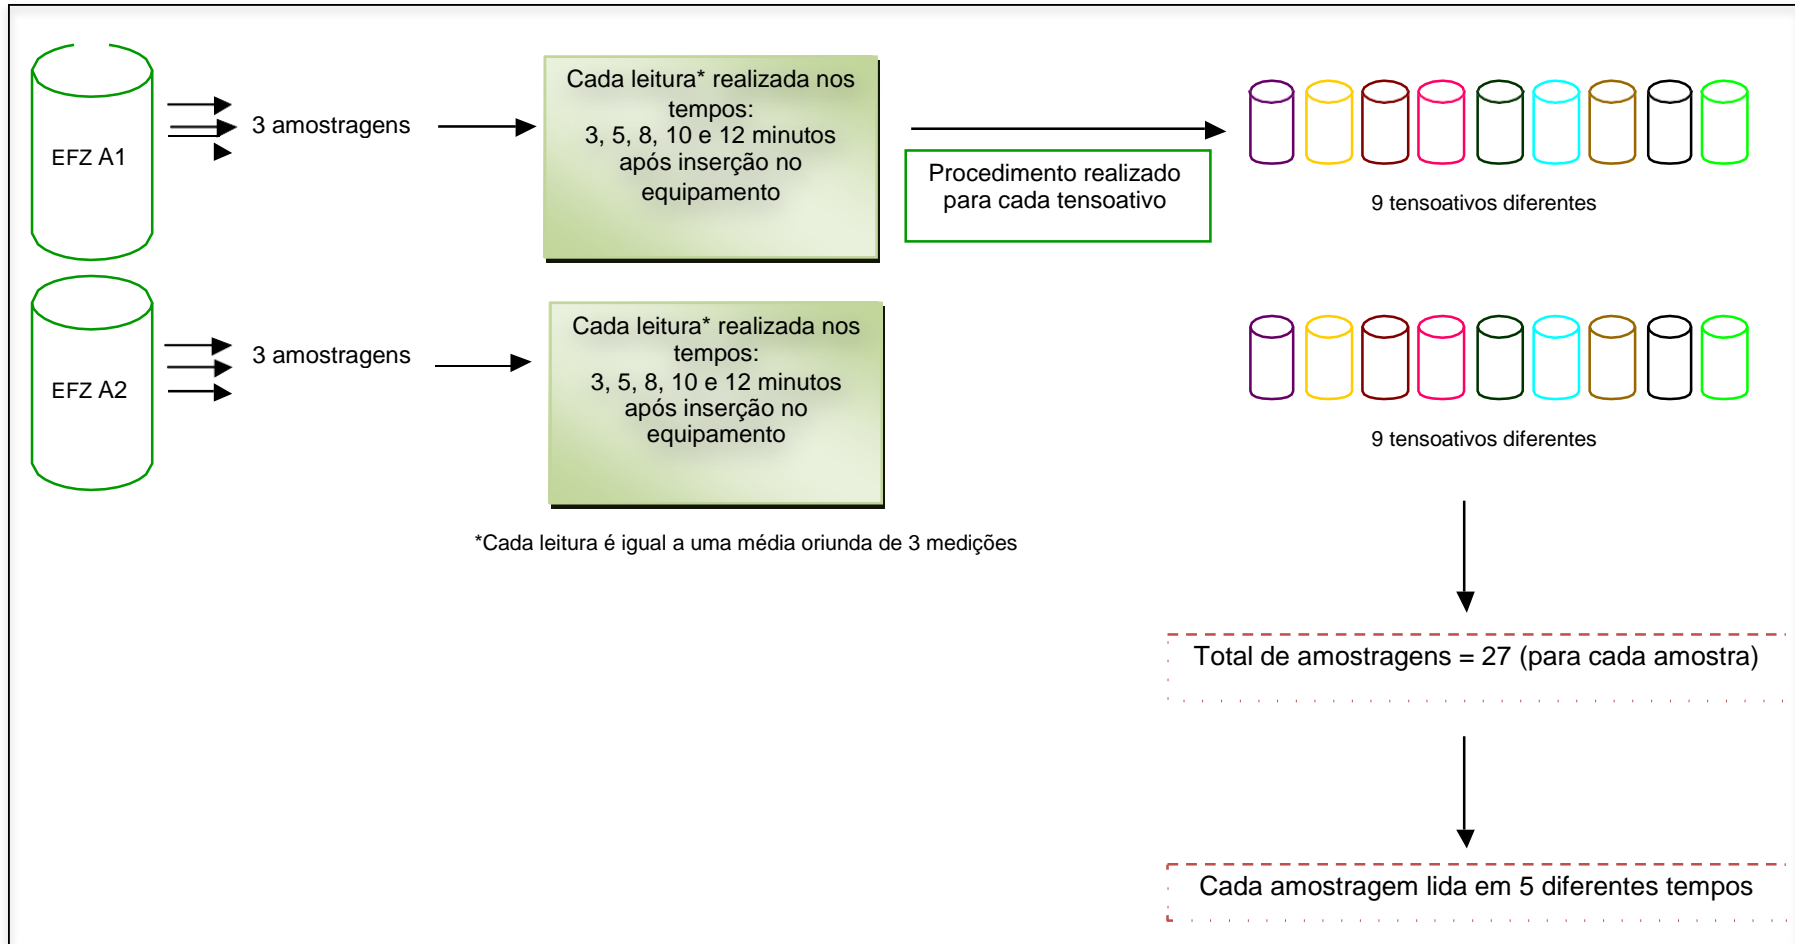 EFZ A1
3 amostragens
Cada leitura* realizada nos
tempos:
3, 5, 8, 10 e 12 minutos
após inserção no
equipamento
Procedimento realizado
para cada tensoativo
9 tensoativos diferentes
EFZ A2
3 amostragens
Cada leitura* realizada nos
tempos:
3, 5, 8, 10 e 12 minutos
após inserção no
equipamento
9 tensoativos diferentes
*Cada leitura é igual a uma média oriunda de 3 medições
Total de amostragens = 27 (para cada amostra)
Cada amostragem lida em 5 diferentes tempos